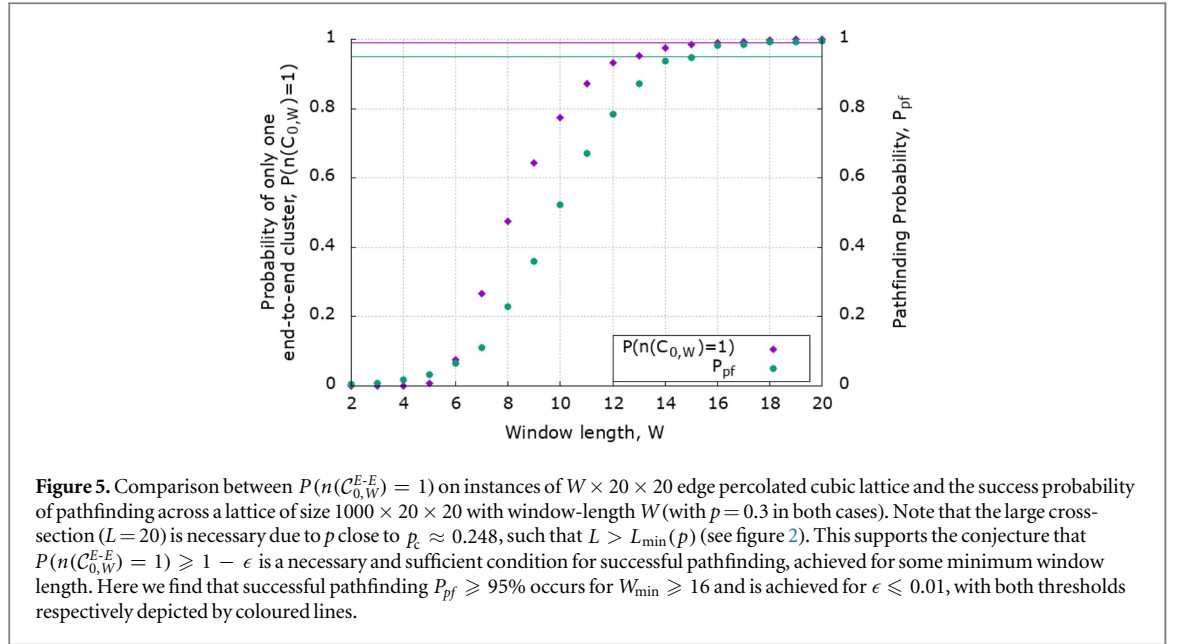 Probability of only one
end-to-end cluster, P(n(C0,W)=1)
1
0.8
0.6
0.4
0.2
0
1
0.8
0.6
0.4
0.2
0
Pathfinding Probability, Ppf
P(n(C0,W)=1)
Ppf
2 4 6 8 10 12 14 16 18 20
Window length, W
Figure 5. Comparison between P(n(𝒞^{E-E}_{0,W}) = 1) on instances of W × 20 × 20 edge percolated cubic lattice and the success probability
of pathfinding across a lattice of size 1000 × 20 × 20 with window-length W (with p = 0.3 in both cases). Note that the large cross-
section (L = 20) is necessary due to p close to p_c ≈ 0.248, such that L > L_min(p) (see figure 2). This supports the conjecture that
P(n(𝒞^{E-E}_{0,W}) = 1) ⩾ 1 − ϵ is a necessary and sufficient condition for successful pathfinding, achieved for some minimum window
length. Here we find that successful pathfinding P_pf ⩾ 95% occurs for W_min ⩾ 16 and is achieved for ϵ ⩽ 0.01, with both thresholds
respectively depicted by coloured lines.